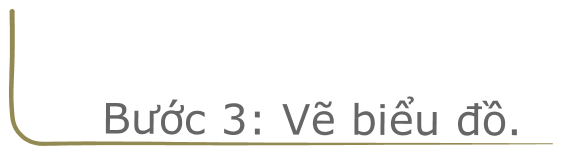 Bước 3: Vẽ biểu đồ.